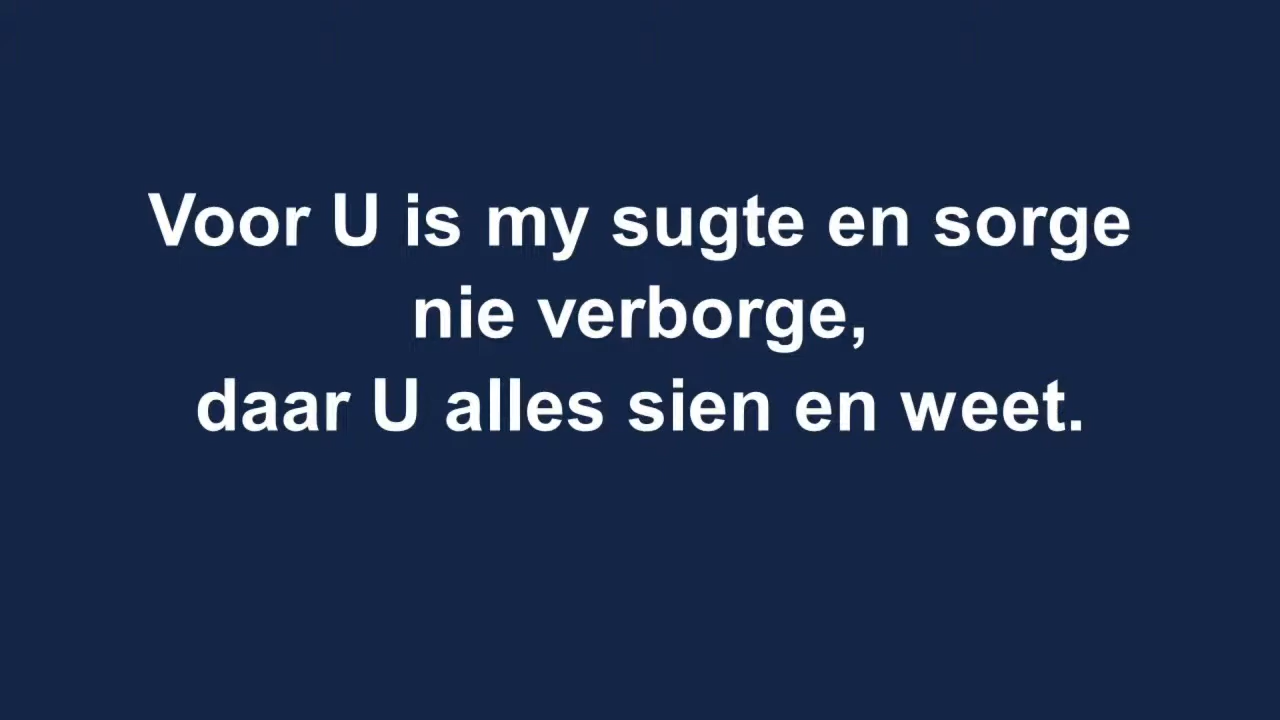 Voor U is my sugte en sorge
nie verborge,
daar U alles sien en weet.